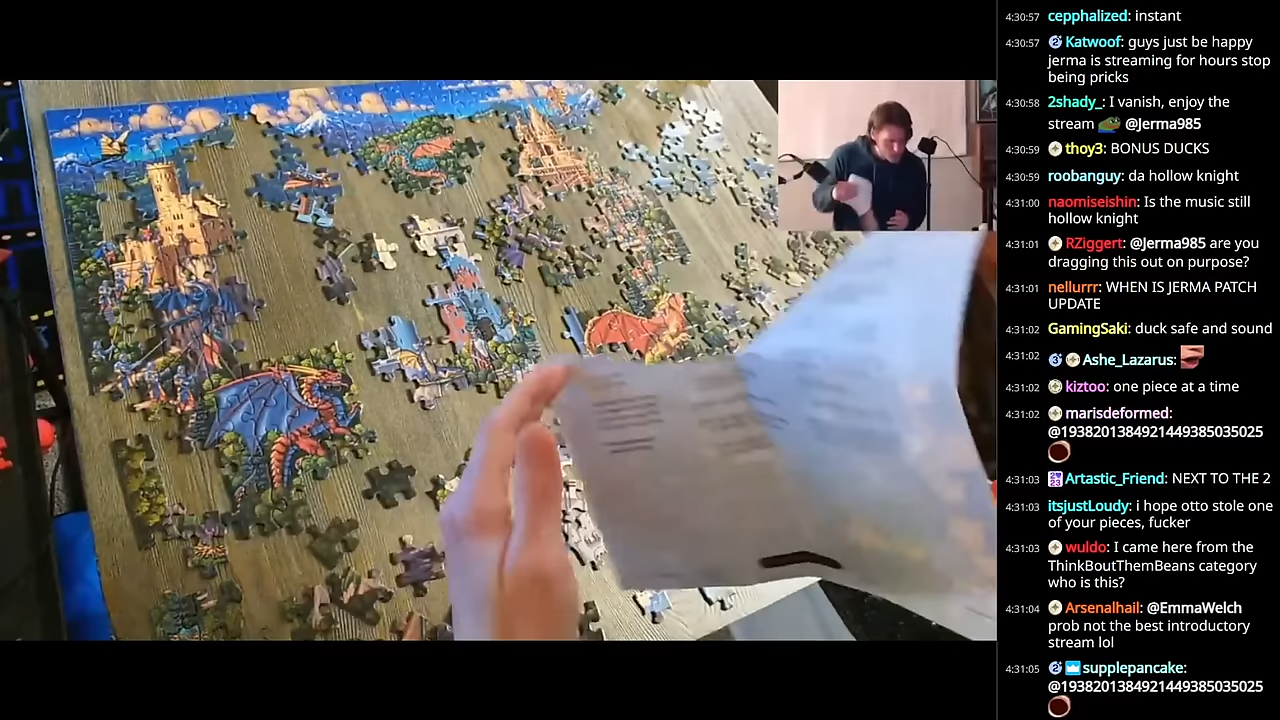 4:30:57 cepphalized: instant
4:30:57 Katwoof: guys just be happy
jerma is streaming for hours stop
being pricks
4:30:58 2shady_: I vanish, enjoy the
stream @Jerma985
4:30:59 thoy3: BONUS DUCKS
4:30:59 roobanguy: da hollow knight
4:31:00 naomiseishin: Is the music still
hollow knight
4:31:01 RZiggert: @Jerma985 are you
dragging this out on purpose?
4:31:01 nellurrr: WHEN IS JERMA PATCH
UPDATE
4:31:02 GamingSaki: duck safe and sound
4:31:02 Ashe_Lazarus:
4:31:02 kiztoo: one piece at a time
4:31:02 marisdeformed:
@1938201384921449385035025
4:31:03 Artastic_Friend: NEXT TO THE 2
4:31:03 itsjustLoudy: i hope otto stole one
of your pieces, fucker
4:31:03 wuldo: I came here from the
ThinkBoutThemBeans category
who is this?
4:31:04 Arsenalhail: @EmmaWelch
prob not the best introductory
stream lol
4:31:05 supplepancake:
@1938201384921449385035025